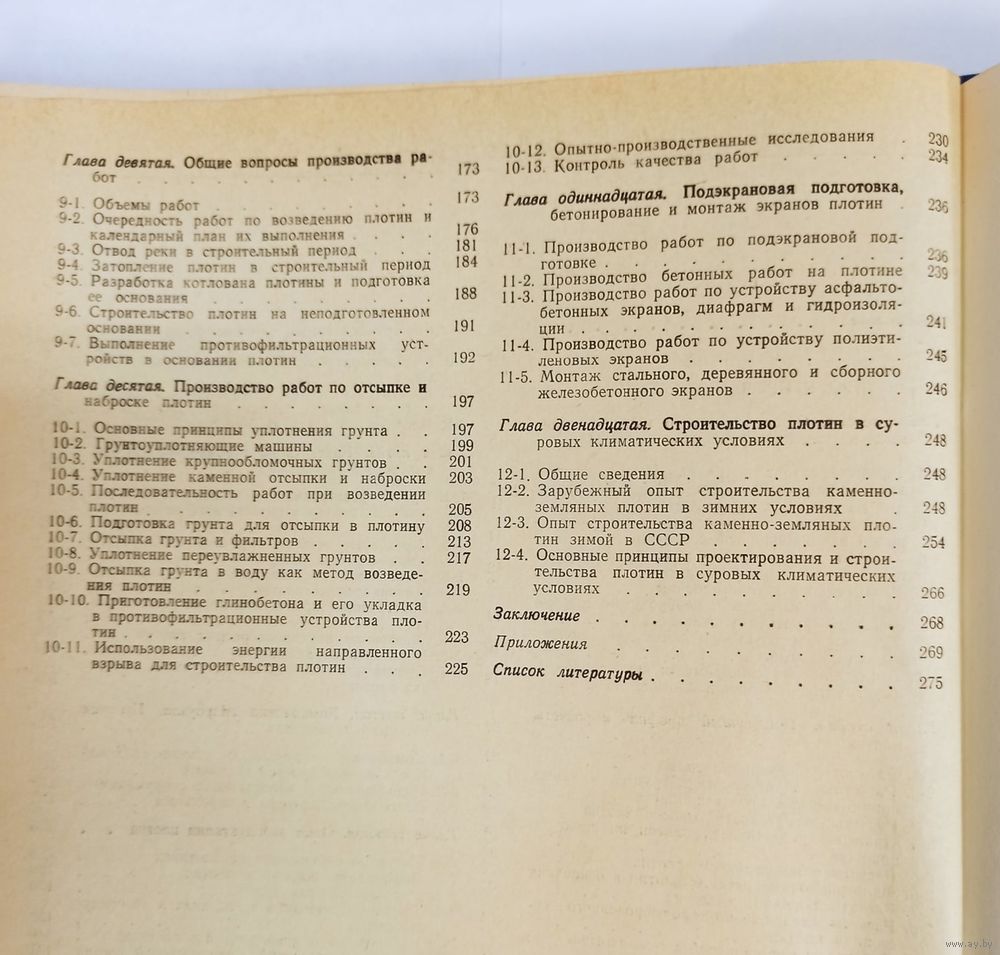 Глава девятая. Общие вопросы производства ра-
бот . . . . . . . . . . . 173
9-1. Объемы работ . . . . . . . . 173
9-2. Очередность работ по возведению плотин и
календарный план их выполнения . . . . 176
9-3. Отвод реки в строительный период . . . 181
9-4. Затопление плотин в строительный период 184
9-5. Разработка котлована плотины и подготовка
ее основания . . . . . . . . 188
9-6. Строительство плотин на неподготовленном
основании . . . . . . . . . 191
9-7. Выполнение противофильтрационных уст-
ройств в основании плотин . . . . . 192
Глава десятая. Производство работ по отсыпке и
наброске плотин . . . . . . . 197
10-1. Основные принципы уплотнения грунта . . 197
10-2. Грунтоуплотняющие машины . . . . 199
10-3. Уплотнение крупнообломочных грунтов . . 201
10-4. Уплотнение каменной отсыпки и наброски 203
10-5. Последовательность работ при возведении
плотин . . . . . . . . . . 205
10-6. Подготовка грунта для отсыпки в плотину 208
10-7. Отсыпка грунта и фильтров . . . . . 213
10-8. Уплотнение переувлажненных грунтов . . 217
10-9. Отсыпка грунта в воду как метод возведе-
ния плотин . . . . . . . . 219
10-10. Приготовление глинобетона и его укладка
в противофильтрационные устройства пло-
тин . . . . . . . . . . . 223
10-11. Использование энергии направленного
взрыва для строительства плотин . . . 225
10-12. Опытно-производственные исследования . 230
10-13. Контроль качества работ . . . . . 234
Глава одиннадцатая. Подэкрановая подготовка,
бетонирование и монтаж экранов плотин . 236
11-1. Производство работ по подэкрановой под-
готовке . . . . . . . . . . 236
11-2. Производство бетонных работ на плотине 239
11-3. Производство работ по устройству асфальто-
бетонных экранов, диафрагм и гидроизоля-
ции . . . . . . . . . . . 241
11-4. Производство работ по устройству полиэти-
леновых экранов . . . . . . . 245
11-5. Монтаж стального, деревянного и сборного
железобетонного экранов . . . . . . 246
Глава двенадцатая. Строительство плотин в су-
ровых климатических условиях . . . . 248
12-1. Общие сведения . . . . . . . 248
12-2. Зарубежный опыт строительства каменно-
земляных плотин в зимних условиях . 248
12-3. Опыт строительства каменно-земляных пло-
тин зимой в СССР . . . . . . . 254
12-4. Основные принципы проектирования и строи-
тельства плотин в суровых климатических
условиях . . . . . . . . . 266
Заключение . . . . . . . . . . . 268
Приложения . . . . . . . . . . 269
Список литературы . . . . . . . . . 275
www.ay.by